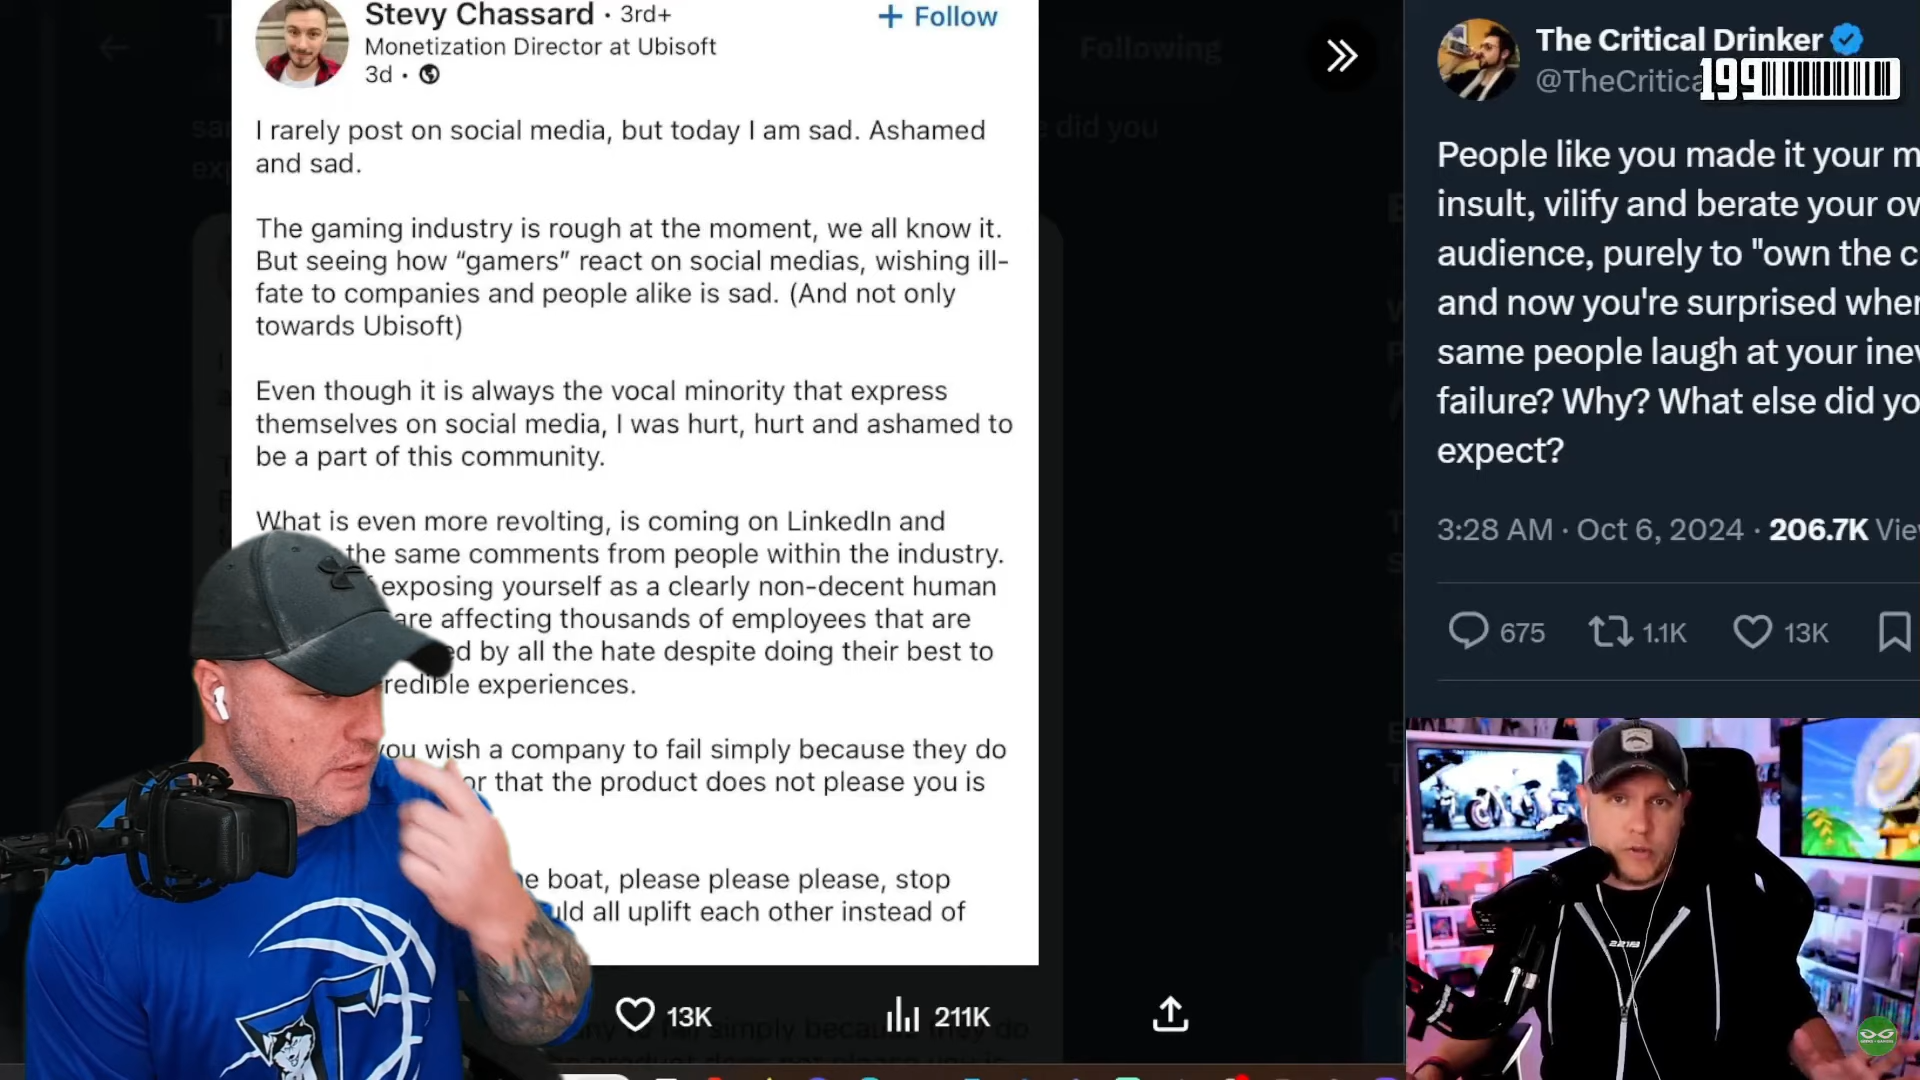 Stevy Chassard · 3rd+
+ Follow
Monetization Director at Ubisoft
3d ·
I rarely post on social media, but today I am sad. Ashamed
and sad.
The gaming industry is rough at the moment, we all know it.
But seeing how “gamers” react on social medias, wishing ill-
fate to companies and people alike is sad. (And not only
towards Ubisoft)
Even though it is always the vocal minority that express
themselves on social media, I was hurt, hurt and ashamed to
be a part of this community.
What is even more revolting, is coming on LinkedIn and
the same comments from people within the industry.
exposing yourself as a clearly non-decent human
are affecting thousands of employees that are
by all the hate despite doing their best to
experiences.
you wish a company to fail simply because they do
or that the product does not please you is
boat, please please please, stop
all uplift each other instead of
13K
211K
Following
did you
The Critical Drinker
@TheCritica
199
People like you made it your
insult, vilify and berate your
audience, purely to "own the
and now you're surprised
same people laugh at your
failure? Why? What else did
expect?
3:28 AM · Oct 6, 2024 · 206.7K
675
1.1K
13K